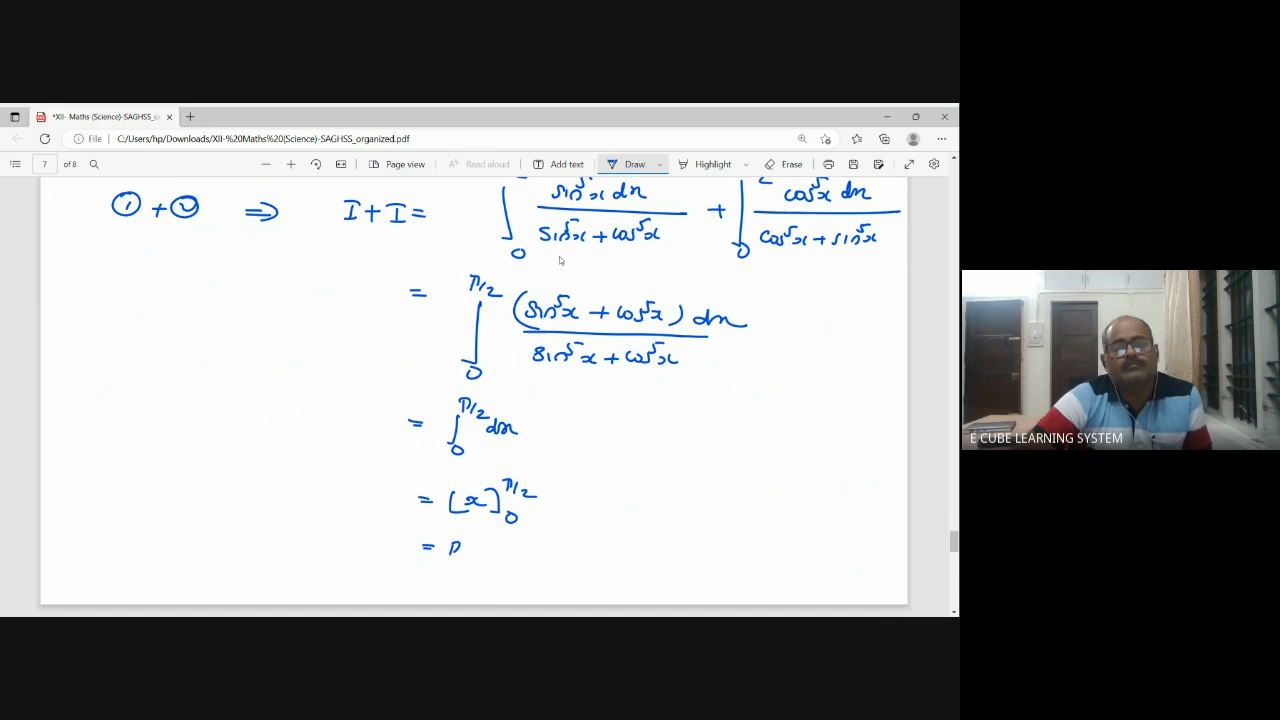 *XII- Maths (Science)-SAGHSS_o
File C:/Users/hp/Downloads/XII-%20Maths%20(Science)-SAGHSS_organized.pdf
7 of 8 Page view Read aloud Add text Draw Highlight Erase
① + ② ⇒ I + I = ∫₀ sin⁵x dx / sin⁵x + cos⁵x + ∫₀ cos⁵x dx / cos⁵x + sin⁵x
= ∫₀^π/2 (sin⁵x + cos⁵x) dx / sin⁵x + cos⁵x
= ∫₀^π/2 dx
= [x]₀^π/2
=
E CUBE LEARNING SYSTEM